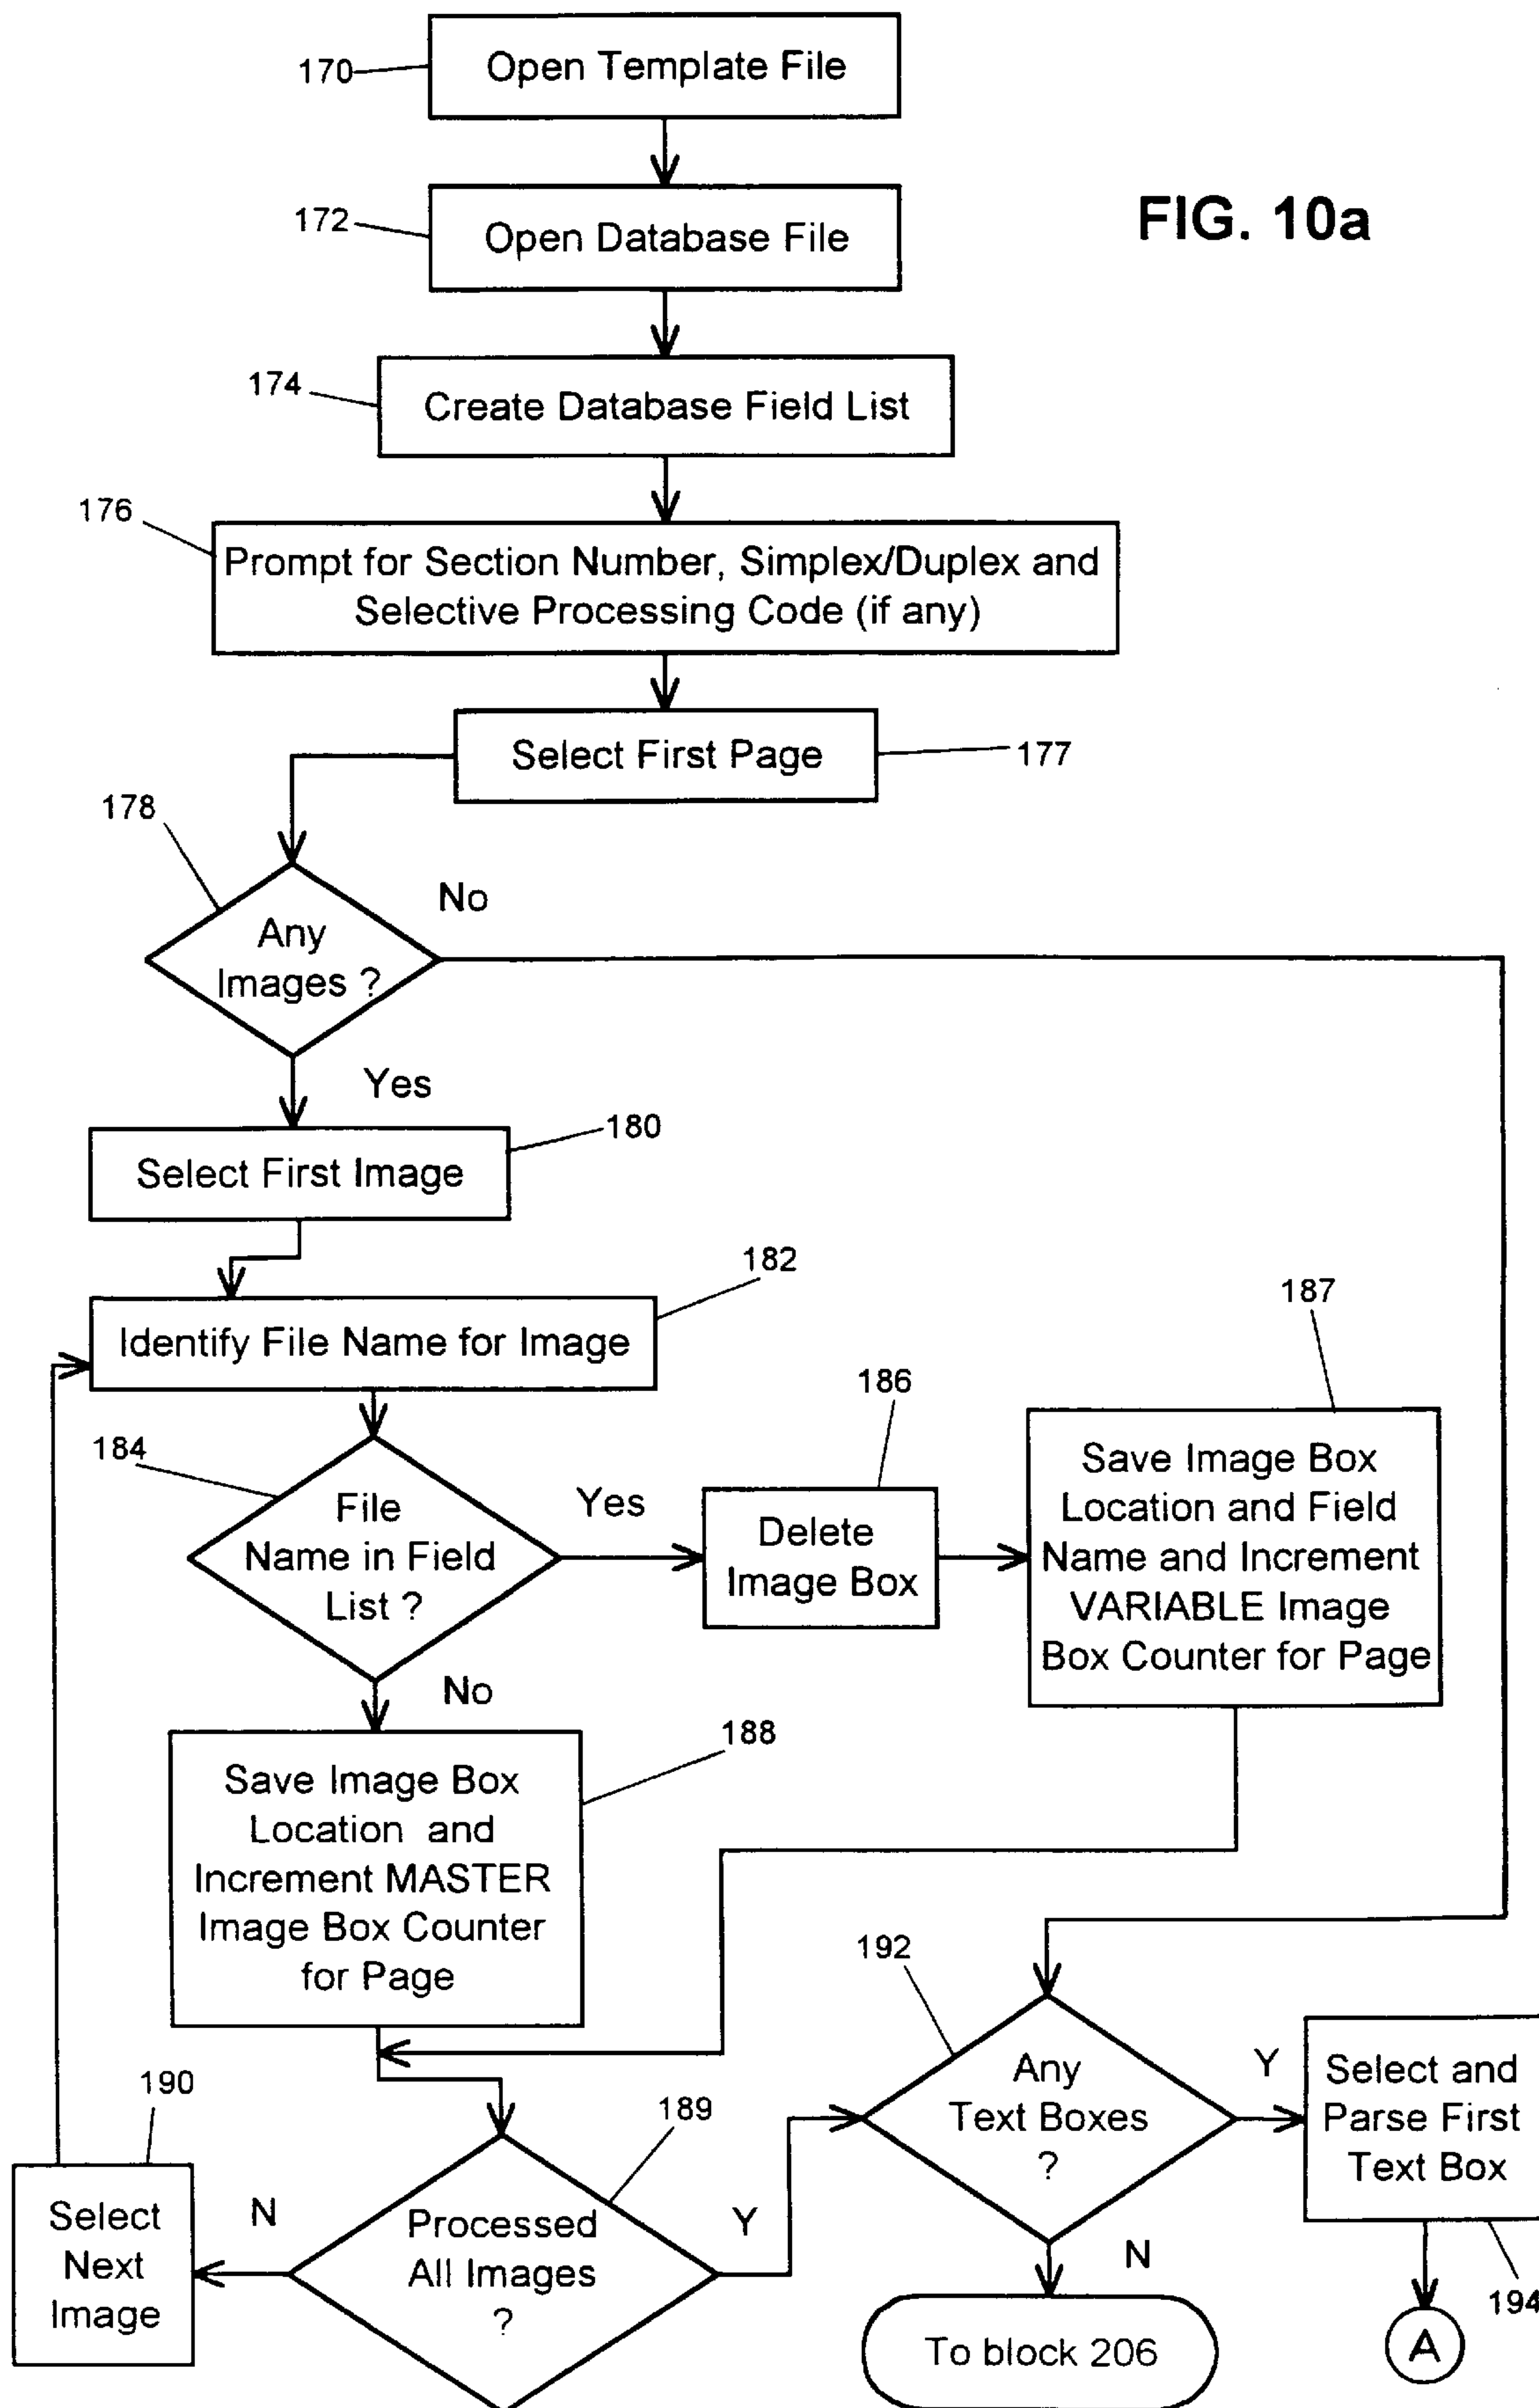 170
Open Template File
172
Open Database File
FIG. 10a
174
Create Database Field List
176
Prompt for Section Number, Simplex/Duplex and
Selective Processing Code (if any)
Select First Page
177
178
No
Any
Images ?
Yes
180
Select First Image
182
Identify File Name for Image
187
186
184
File
Name in Field
List ?
Yes
Delete
Image Box
Save Image Box
Location and Field
Name and Increment
VARIABLE Image
Box Counter for Page
No
188
Save Image Box
Location and
Increment MASTER
Image Box Counter
for Page
192
Any
Text Boxes
?
Y
Select and
Parse First
Text Box
190
189
Select
Next
Image
N
Processed
All Images
?
Y
N
194
To block 206
A